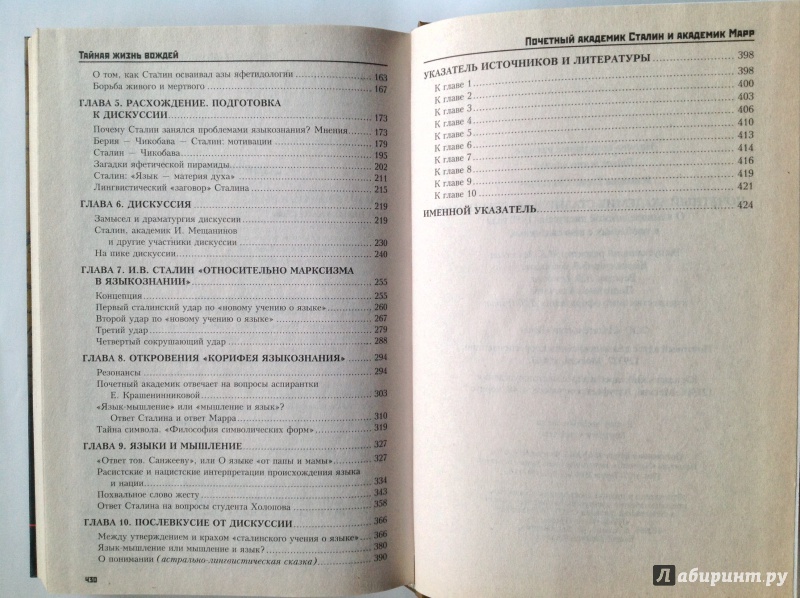 Тайная жизнь вождей
О том, как Сталин осваивал азы яфетидологии 163
Борьба живого и мертвого 167
ГЛАВА 5. РАСХОЖДЕНИЕ. ПОДГОТОВКА
К ДИСКУССИИ 173
Почему Сталин занялся проблемами языкознания? Мнения 173
Берия — Чикобава — Сталин: мотивации 179
Сталин — Чикобава 195
Загадки яфетической пирамиды 202
Сталин: «Язык — материя духа» 211
Лингвистический «заговор» Сталина 215
ГЛАВА 6. ДИСКУССИЯ 219
Замысел и драматургия дискуссии 219
Сталин, академик И. Мещанинов
и другие участники дискуссии 230
На пике дискуссии 240
ГЛАВА 7. И.В. СТАЛИН «ОТНОСИТЕЛЬНО МАРКСИЗМА
В ЯЗЫКОЗНАНИИ» 255
Концепция 255
Первый сталинский удар по «новому учению о языке» 260
Второй удар по «новому учению о языке» 267
Третий удар 279
Четвертый сокрушающий удар 288
ГЛАВА 8. ОТКРОВЕНИЯ «КОРИФЕЯ ЯЗЫКОЗНАНИЯ» 294
Резонансы 294
Почетный академик отвечает на вопросы аспирантки
Е. Крашенинниковой 303
«Язык-мышление» или «мышление и язык»?
Ответ Сталина и ответ Марра 310
Тайна символа. «Философия символических форм» 319
ГЛАВА 9. ЯЗЫКИ И МЫШЛЕНИЕ 327
«Ответ тов. Санжееву», или О языке «от папы и мамы» 327
Расистские и нацистские интерпретации происхождения языка
и нации 334
Похвальное слово жесту 343
Ответ Сталина на вопросы студента Холопова 358
ГЛАВА 10. ПОСЛЕВКУСИЕ ОТ ДИСКУССИИ 366
Между утверждением и крахом «сталинского учения о языке» 366
Язык-мышление или мышление в язык? 380
О понимании (астрально-лингвистическая сказка) 390
430
Почетный академик Сталин и академик Марр
УКАЗАТЕЛЬ ИСТОЧНИКОВ И ЛИТЕРАТУРЫ 398
К главе 1 398
К главе 2 400
К главе 3 403
К главе 4 406
К главе 5 410
К главе 6 413
К главе 7 414
К главе 8 416
К главе 9 419
К главе 10 421
ИМЕННОЙ УКАЗАТЕЛЬ 424
Лабиринт.ру